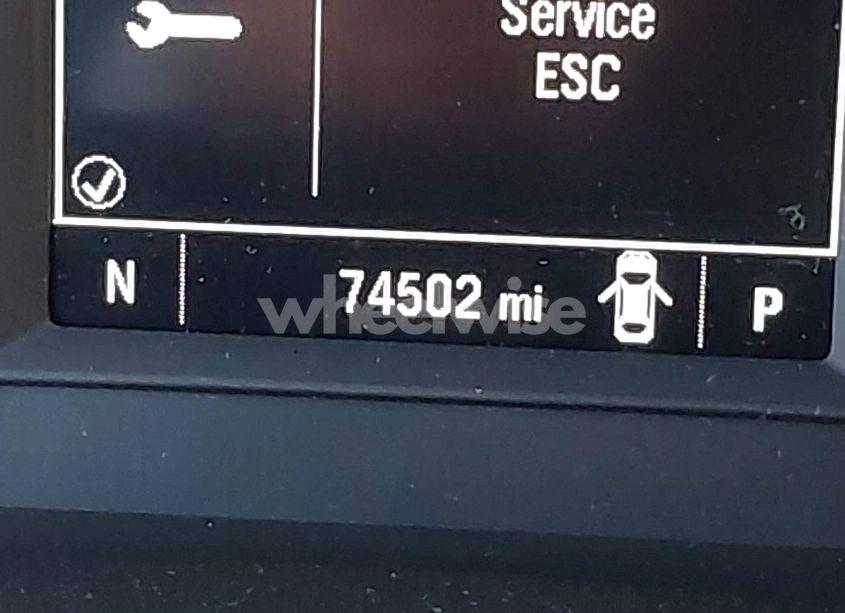 Service
ESC
N
74502 mi
P
wheelwise